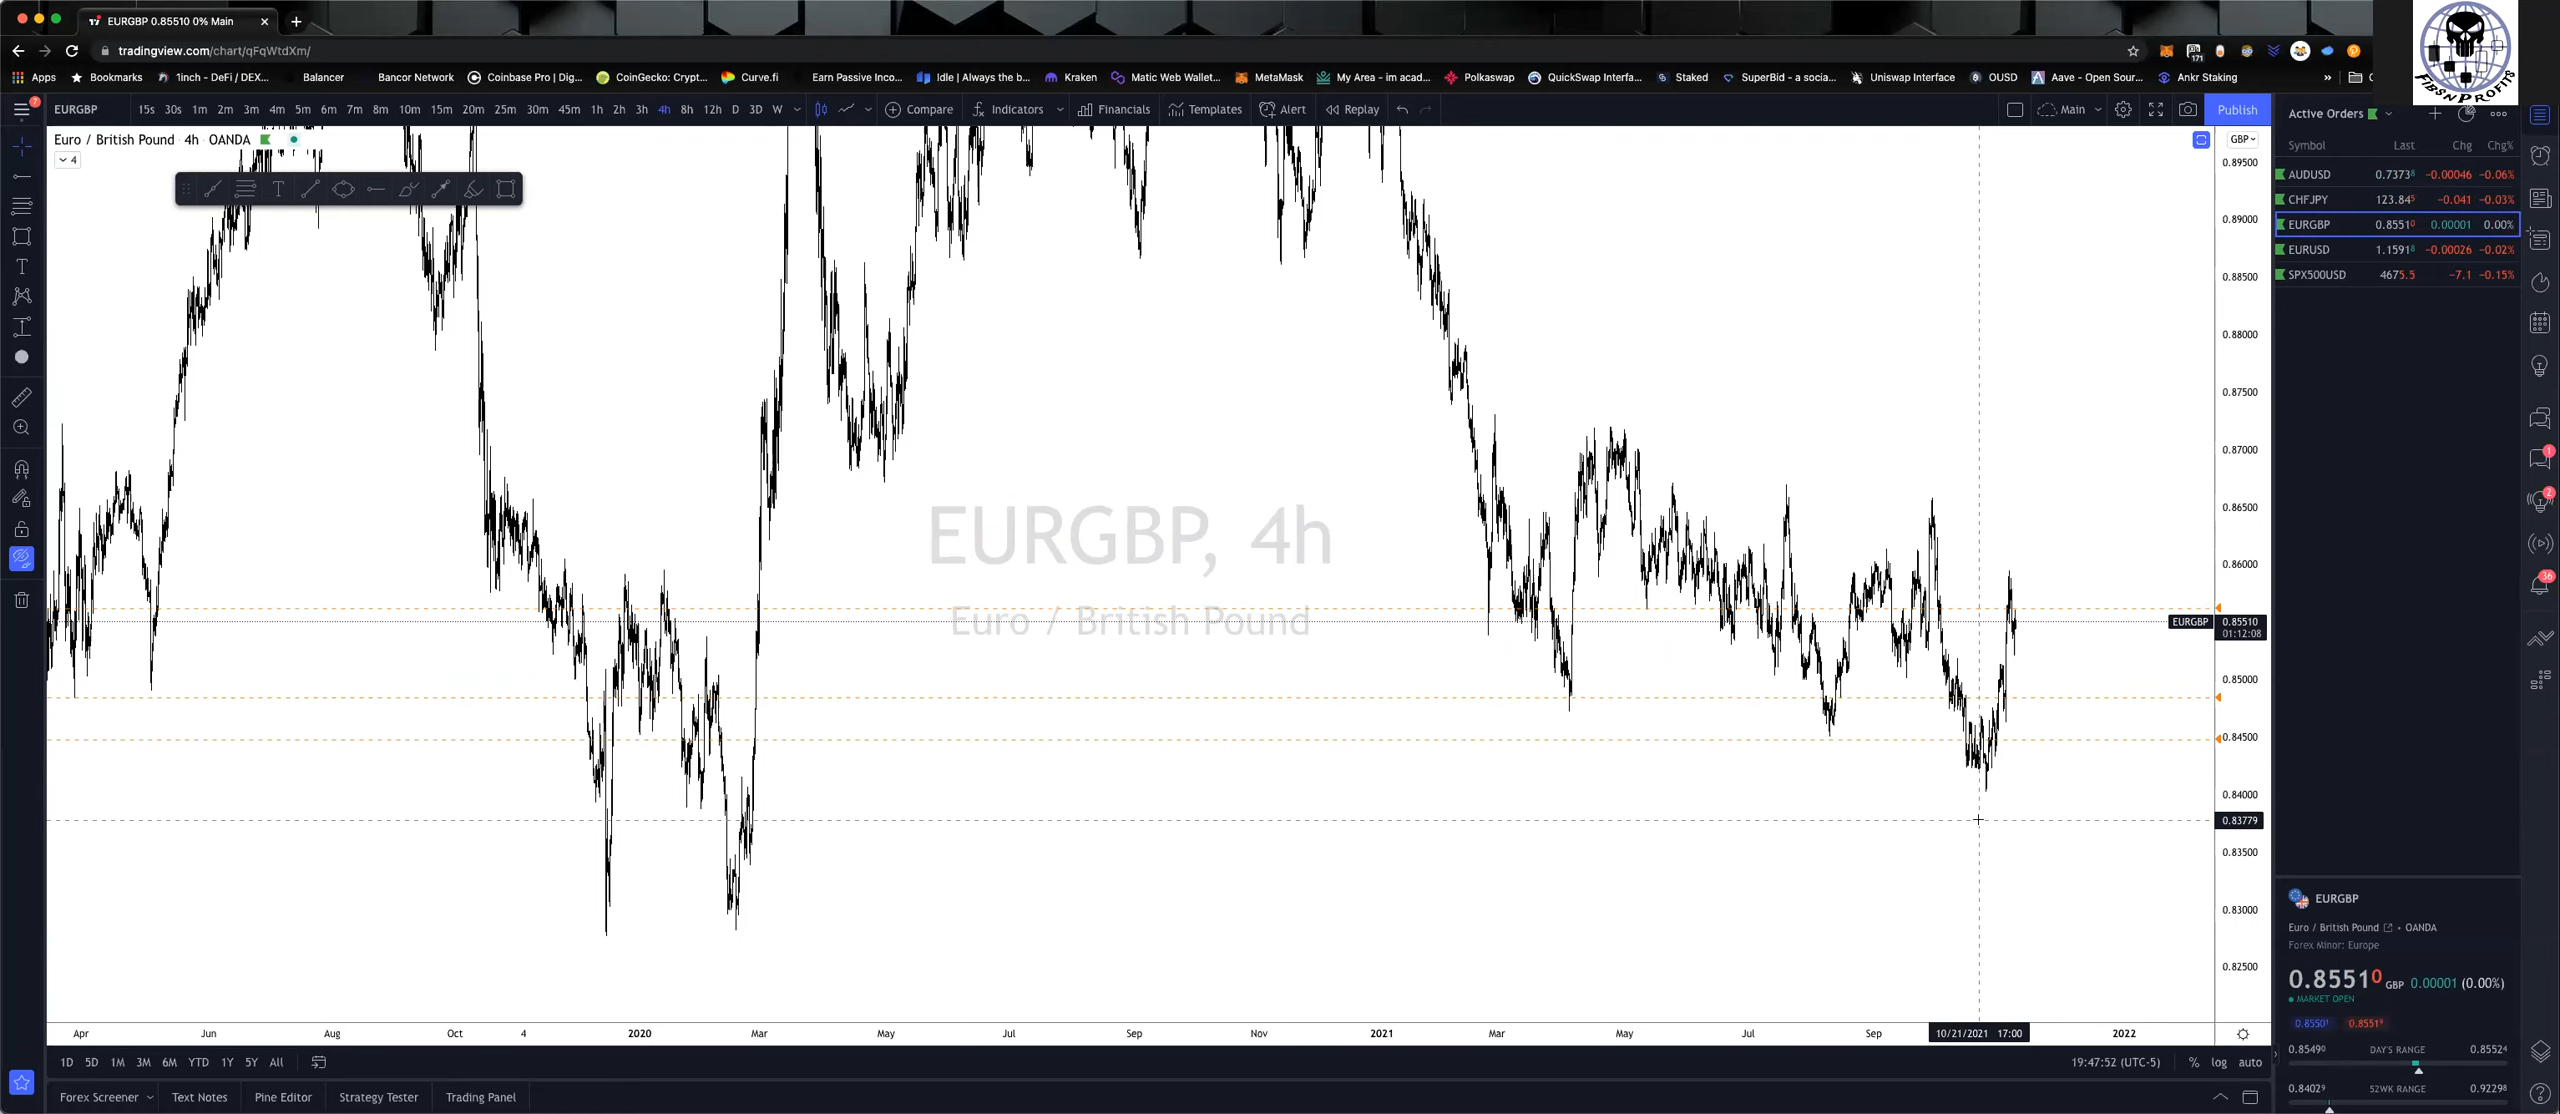 EURGBP 0.85510 0% Main
tradingview.com/chart/qFqWtdXm/
171
Apps
Bookmarks
1inch - DeFi / DEX...
Balancer
Bancor Network
Coinbase Pro | Dig...
CoinGecko: Crypt...
Curve.fi
Earn Passive Inco...
Idle | Always the b...
Kraken
Matic Web Wallet...
MetaMask
My Area - im acad...
Polkaswap
QuickSwap Interfa...
Staked
SuperBid - a socia...
Uniswap Interface
OUSD
Aave - Open Sour...
Ankr Staking
»
FIBSNPROFITS
7
EURGBP
15s 30s 1m 2m 3m 4m 5m 6m 7m 8m 10m 15m 20m 25m 30m 45m 1h 2h 3h 4h 8h 12h D 3D W
Compare
Indicators
Financials
Templates
Alert
Replay
Main
Publish
Euro / British Pound 4h OANDA
4
GBP
EURGBP, 4h
Euro / British Pound
0.89500
0.89000
0.88500
0.88000
0.87500
0.87000
0.86500
0.86000
EURGBP 0.85510
01:12:08
0.85000
0.84500
0.84000
0.83779
0.83500
0.83000
0.82500
Apr Jun Aug Oct 4 2020 Mar May Jul Sep Nov 2021 Mar May Jul Sep 10/21/2021 17:00 2022
1D 5D 1M 3M 6M YTD 1Y 5Y All
19:47:52 (UTC-5) % log auto
Forex Screener
Text Notes
Pine Editor
Strategy Tester
Trading Panel
Active Orders
Symbol Last Chg Chg%
AUDUSD 0.73738 −0.00046 −0.06%
CHFJPY 123.845 −0.041 −0.03%
EURGBP 0.85510 0.00001 0.00%
EURUSD 1.15918 −0.00026 −0.02%
SPX500USD 4675.5 −7.1 −0.15%
1
2
36
EURGBP
Euro / British Pound • OANDA
Forex Minor: Europe
0.85510 GBP 0.00001 (0.00%)
MARKET OPEN
0.85501 0.85519
0.85490 DAY'S RANGE 0.85524
0.84029 52WK RANGE 0.92298